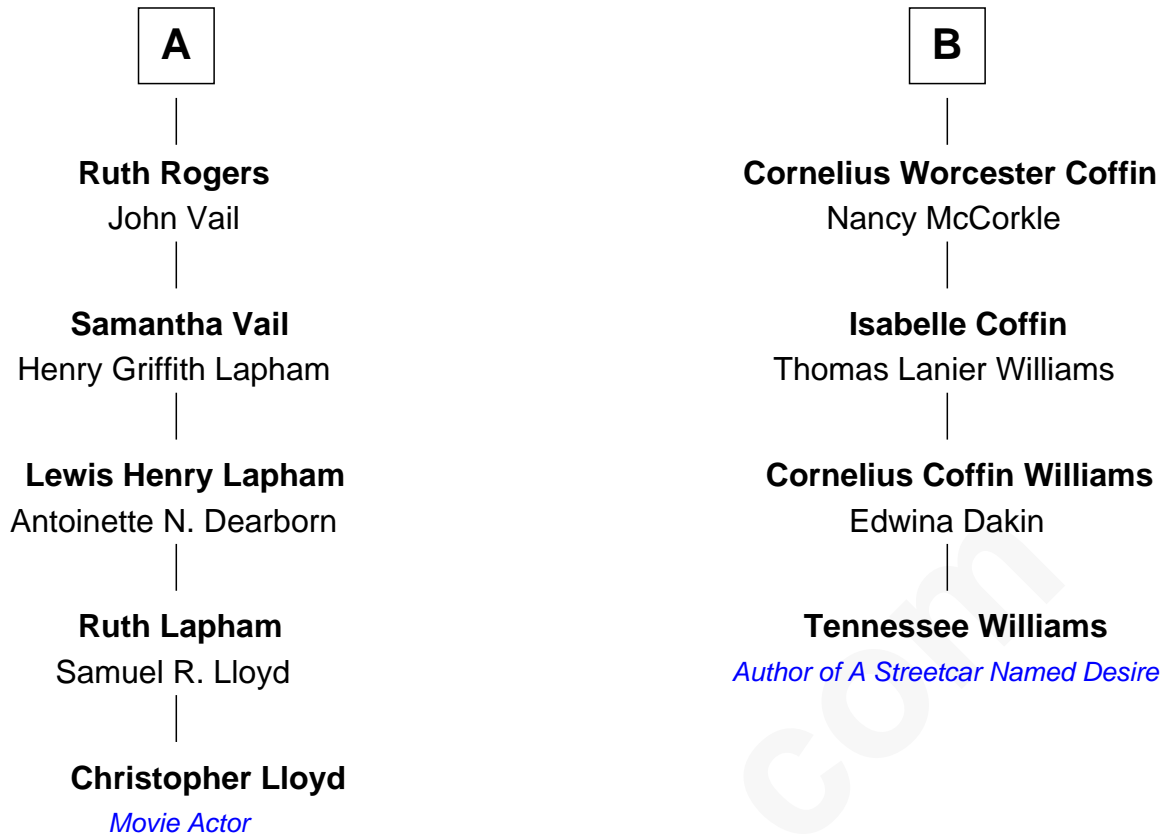 A
Ruth Rogers
John Vail
Samantha Vail
Henry Griffith Lapham
Lewis Henry Lapham
Antoinette N. Dearborn
Ruth Lapham
Samuel R. Lloyd
Christopher Lloyd
Movie Actor
B
Cornelius Worcester Coffin
Nancy McCorkle
Isabelle Coffin
Thomas Lanier Williams
Cornelius Coffin Williams
Edwina Dakin
Tennessee Williams
Author of A Streetcar Named Desire
com